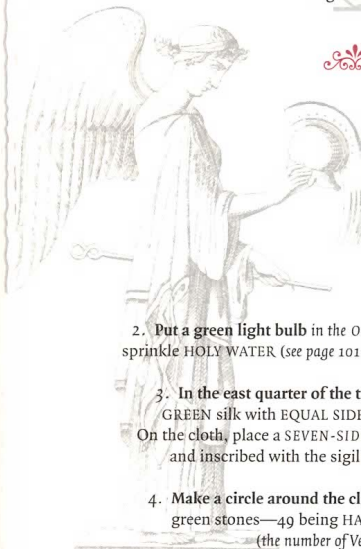 2. Put a green light bulb in the O
sprinkle HOLY WATER (see page 101
3. In the east quarter of the t
GREEN silk with EQUAL SIDE
On the cloth, place a SEVEN-SID
and inscribed with the sigil
4. Make a circle around the cl
green stones—49 being HA
(the number of Ve